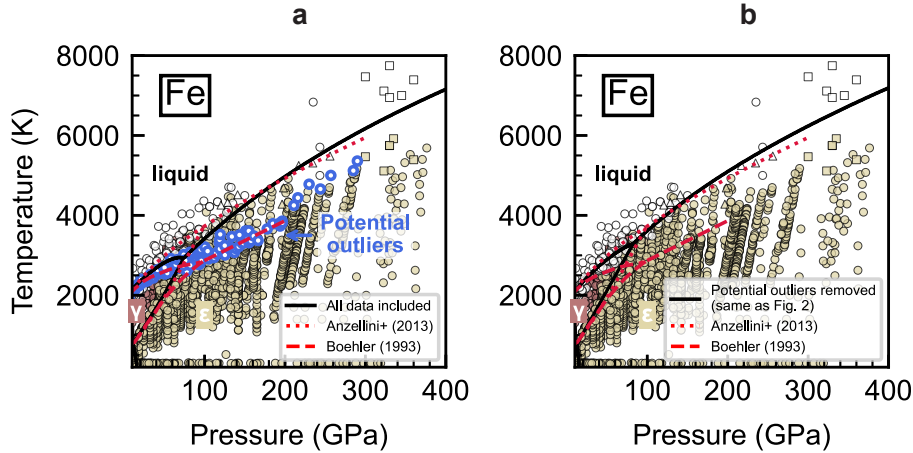 a
Temperature (K)
8000
6000
4000
2000
Fe
liquid
Potential
outliers
γ
ε
All data included
Anzellini+ (2013)
Boehler (1993)
100
200
300
400
Pressure (GPa)
b
8000
6000
4000
2000
Fe
liquid
γ
ε
Potential outliers removed
(same as Fig. 2)
Anzellini+ (2013)
Boehler (1993)
100
200
300
400
Pressure (GPa)